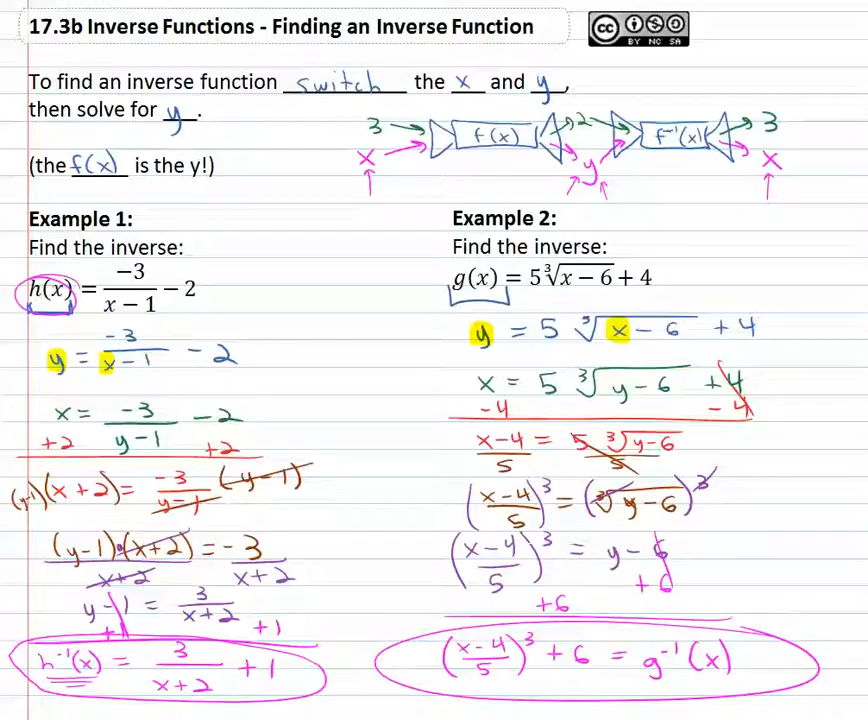 17.3b Inverse Functions - Finding an Inverse Function
cc BY NC SA
To find an inverse function switch the x and y,
then solve for y.
(the f(x) is the y!)
3 → f(x) → 2 → f⁻¹(x) → 3
x → y → x
Example 1:
Find the inverse:
h(x) = -3/(x - 1) - 2
y = -3/(x-1) - 2
x = -3/(y-1) - 2
+2 +2
(y-1)(x+2) = -3/(y-1) (y-1)
(y-1)·(x+2)/(x+2) = -3/(x+2)
y-1 = 3/(x+2)
+1 +1
h⁻¹(x) = 3/(x+2) + 1
Example 2:
Find the inverse:
g(x) = 5∛(x - 6) + 4
y = 5 ∛(x-6) + 4
x = 5 ∛(y-6) + 4
-4 -4
(x-4)/5 = 5 ∛(y-6)/5
((x-4)/5)³ = (∛(y-6))³
((x-4)/5)³ = y-6
+6 +6
((x-4)/5)³ + 6 = g⁻¹(x)